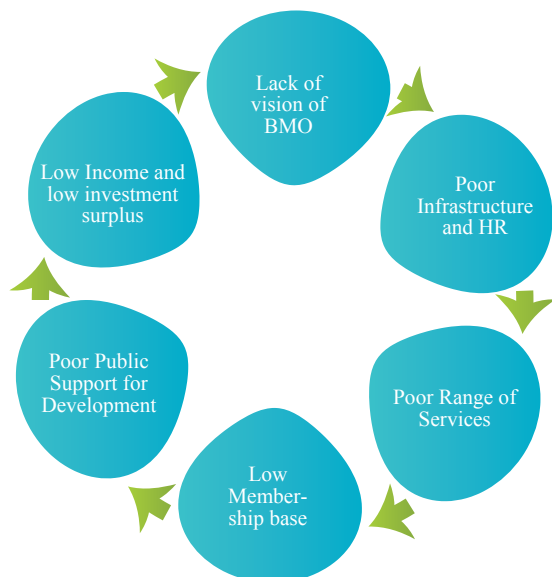 Lack of
vision of
BMO
Poor
Infrastructure
and HR
Poor Range of
Services
Low
Member-
ship base
Poor Public
Support for
Development
Low Income and
low investment
surplus